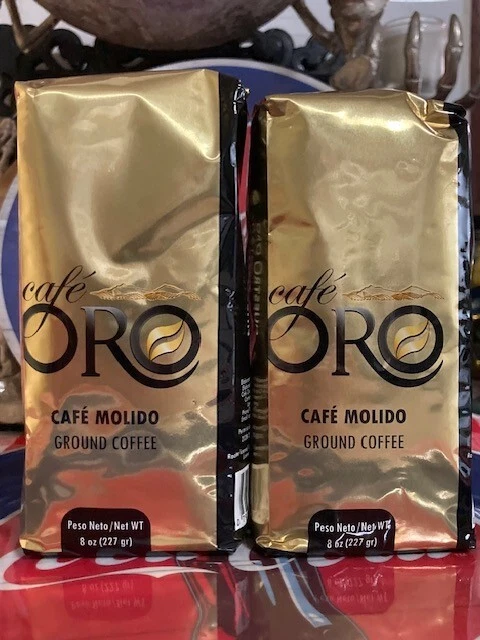 café
ORO
CAFÉ MOLIDO
GROUND COFFEE
Peso Neto/Net WT
8 oz (227 gr)
café
ORO
CAFÉ MOLIDO
GROUND COFFEE
Peso Neto/Net WT
8 oz (227 gr)